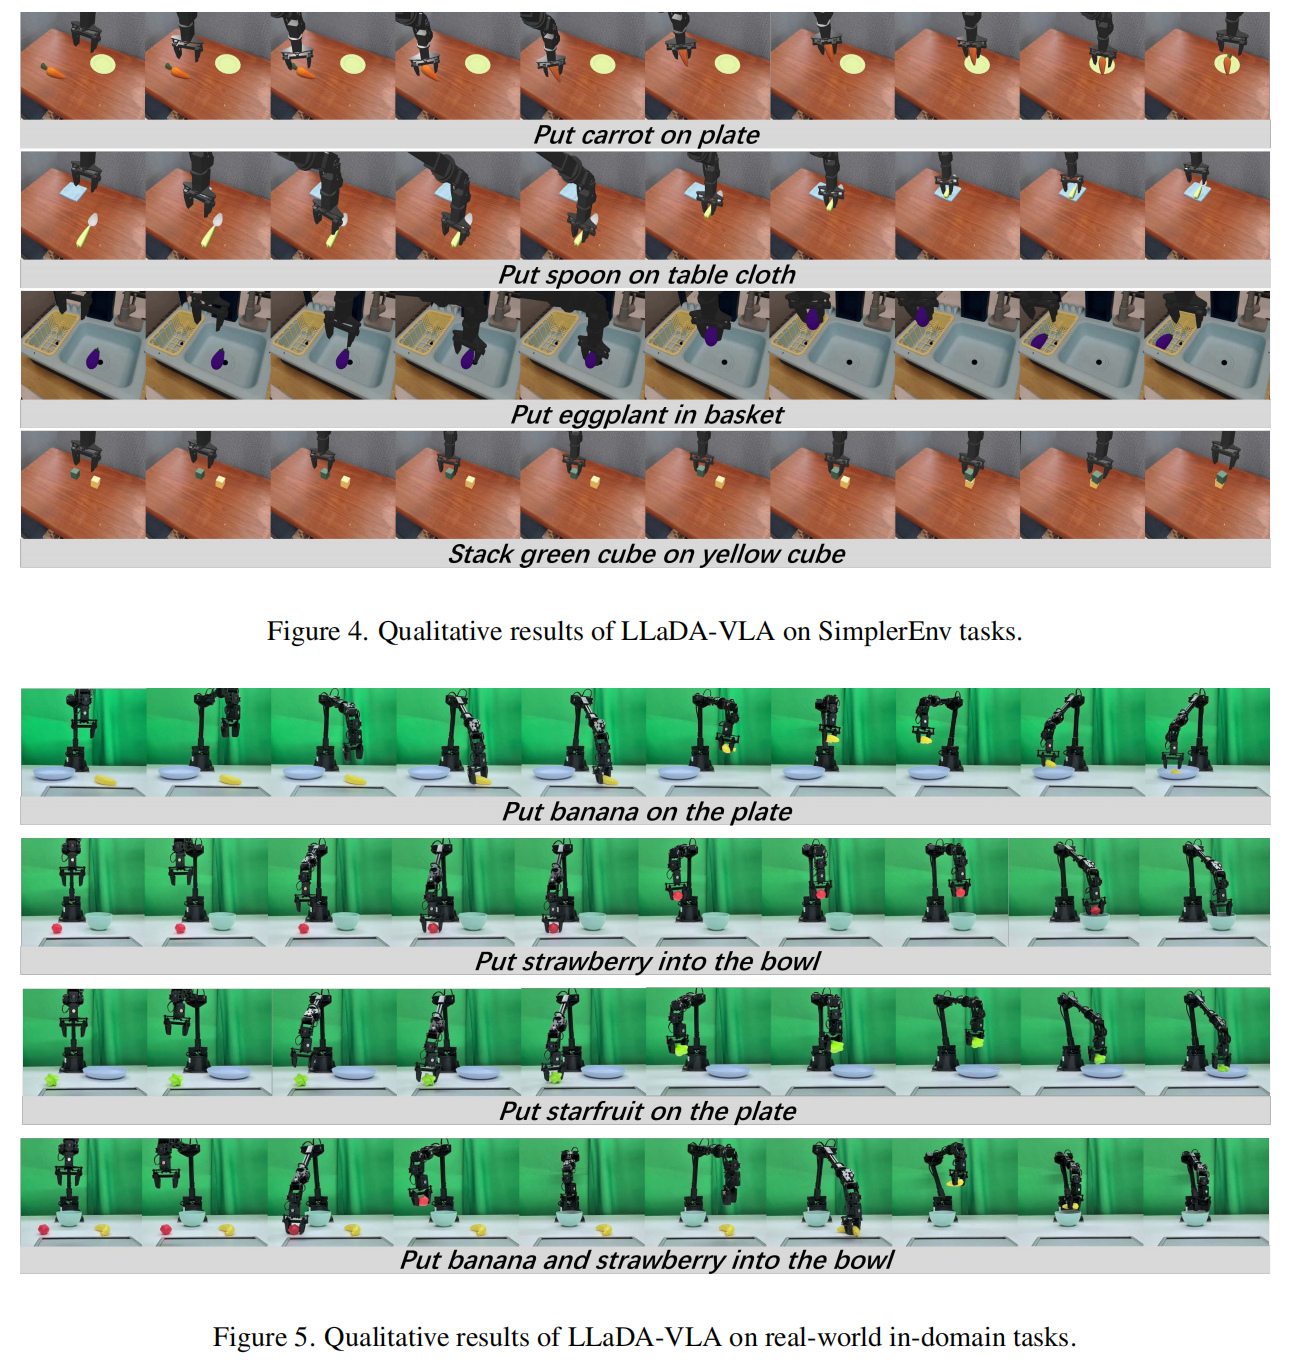 Put carrot on plate
Put spoon on table cloth
Put eggplant in basket
Stack green cube on yellow cube
Figure 4. Qualitative results of LLaDA-VLA on SimplerEnv tasks.
Put banana on the plate
Put strawberry into the bowl
Put starfruit on the plate
Put banana and strawberry into the bowl
Figure 5. Qualitative results of LLaDA-VLA on real-world in-domain tasks.